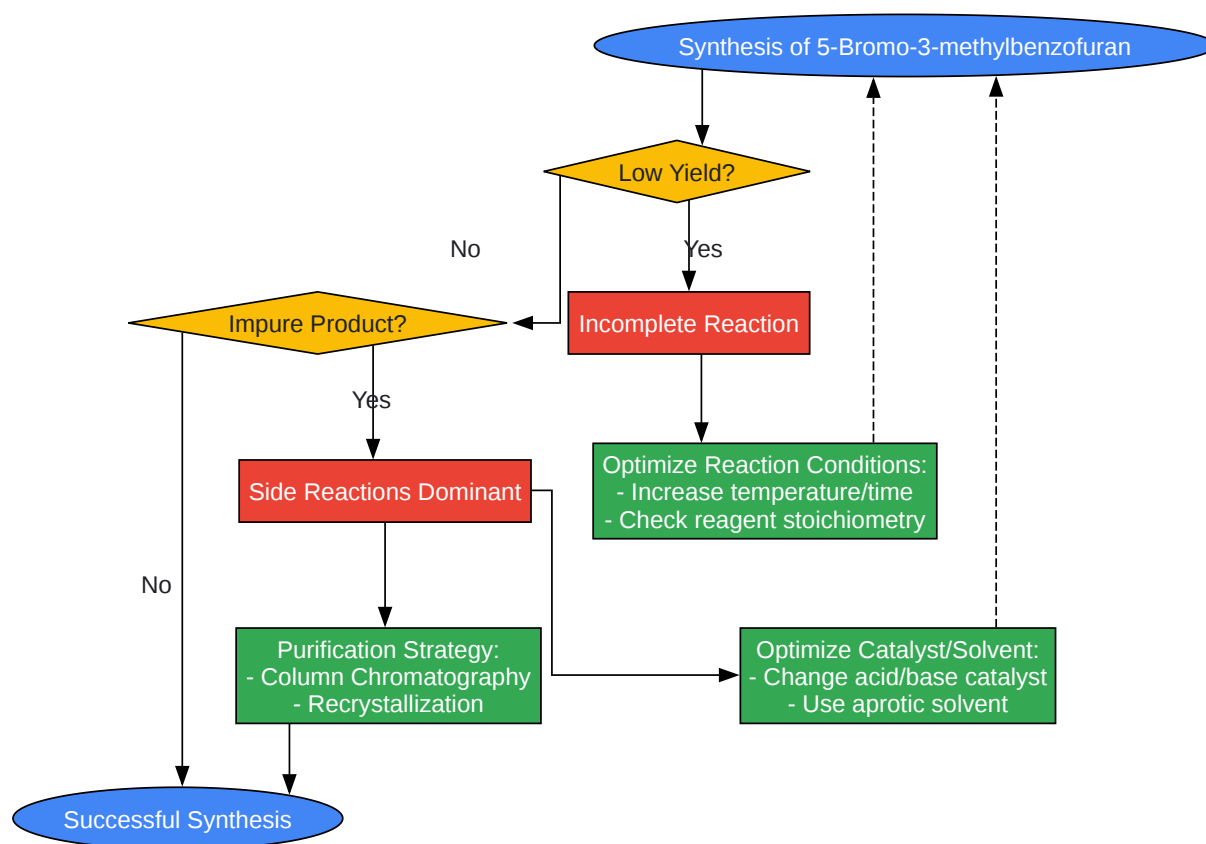 Synthesis of 5-Bromo-3-methylbenzofuran
Low Yield?
No
Yes
Impure Product?
Incomplete Reaction
Yes
Optimize Reaction Conditions:
- Increase temperature/time
- Check reagent stoichiometry
Side Reactions Dominant
No
Purification Strategy:
- Column Chromatography
- Recrystallization
Optimize Catalyst/Solvent:
- Change acid/base catalyst
- Use aprotic solvent
Successful Synthesis